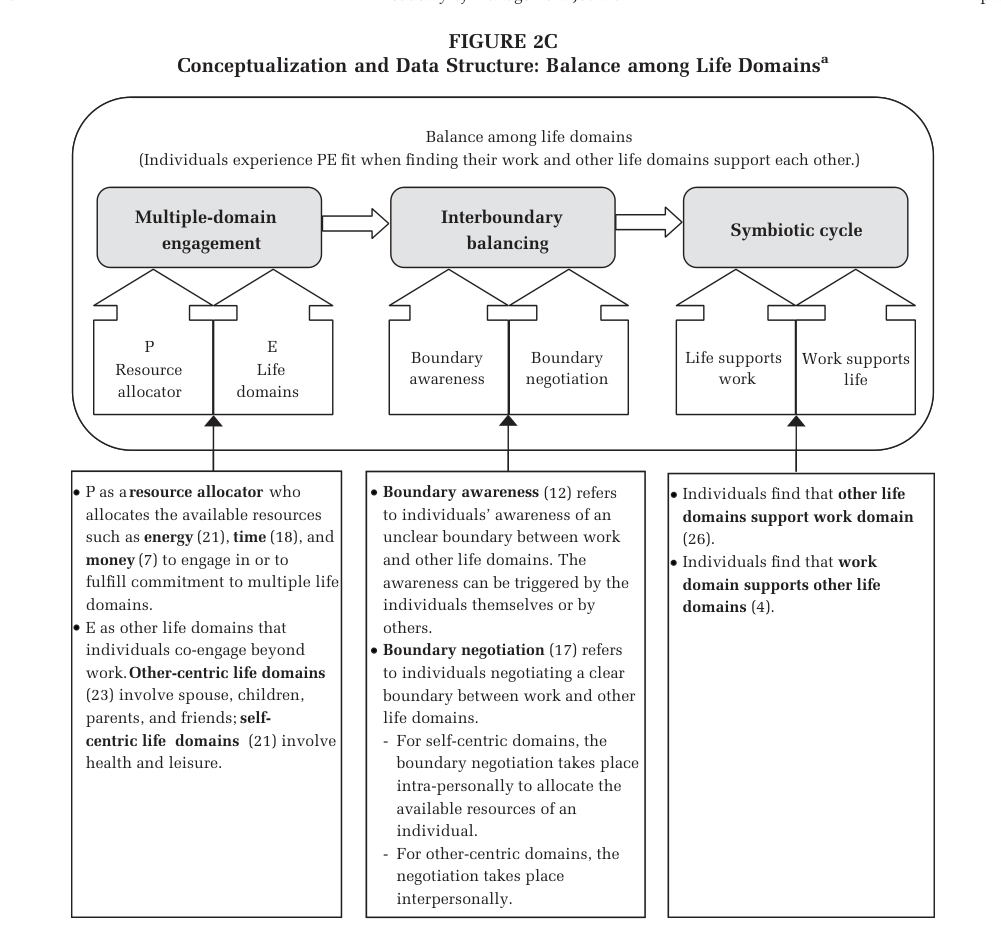 FIGURE 2C
Conceptualization and Data Structure: Balance among Life Domainsa
Balance among life domains
(Individuals experience PE fit when finding their work and other life domains support each other.)
Multiple-domain
engagement
Interboundary
balancing
Symbiotic cycle
P
Resource
allocator
E
Life
domains
Boundary
awareness
Boundary
negotiation
Life supports
work
Work supports
life
• P as a resource allocator who
allocates the available resources
such as energy (21), time (18), and
money (7) to engage in or to
fulfill commitment to multiple life
domains.
• E as other life domains that
individuals co-engage beyond
work. Other-centric life domains
(23) involve spouse, children,
parents, and friends; self-
centric life domains (21) involve
health and leisure.
• Boundary awareness (12) refers
to individuals' awareness of an
unclear boundary between work
and other life domains. The
awareness can be triggered by the
individuals themselves or by
others.
• Boundary negotiation (17) refers
to individuals negotiating a clear
boundary between work and other
life domains.
- For self-centric domains, the
boundary negotiation takes place
intra-personally to allocate the
available resources of an
individual.
- For other-centric domains, the
negotiation takes place
interpersonally.
• Individuals find that other life
domains support work domain
(26).
• Individuals find that work
domain supports other life
domains (4).